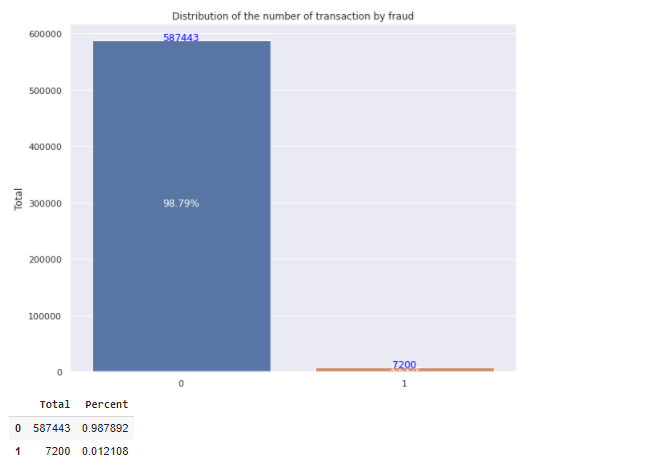 Distribution of the number of transaction by fraud
600000
587443
500000
400000
300000
98.79%
Total
200000
100000
7200
0
0 1
Total Percent
0 587443 0.987892
1 7200 0.012108